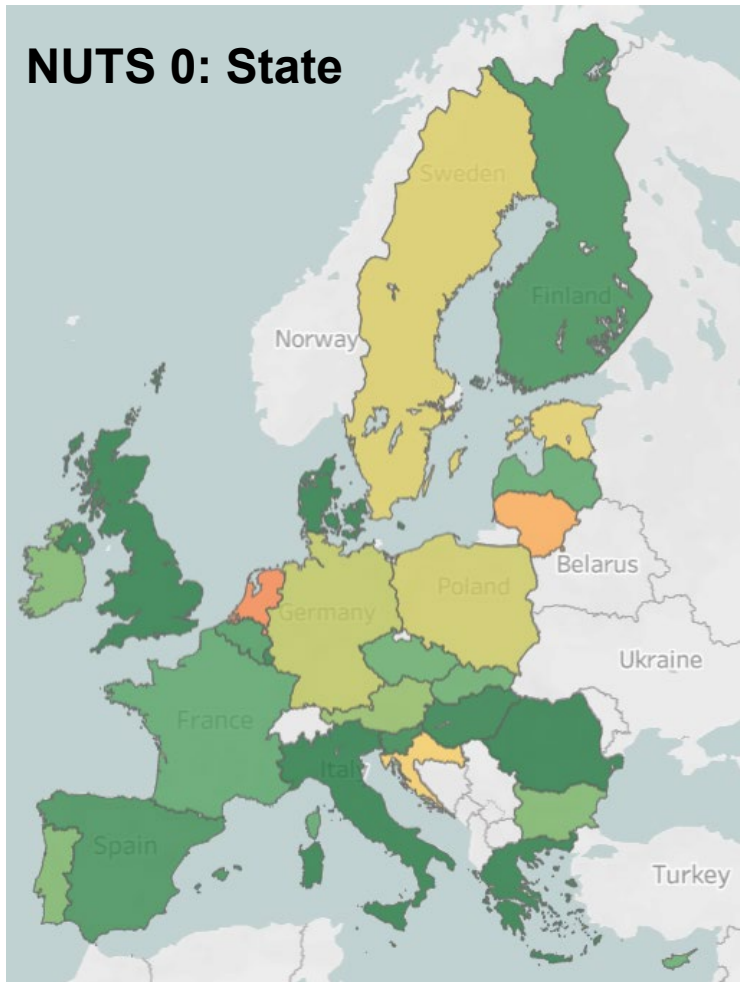 NUTS 0: State
Sweden
Finland
Norway
Belarus
Germany
Poland
Ukraine
France
Italy
Spain
Turkey